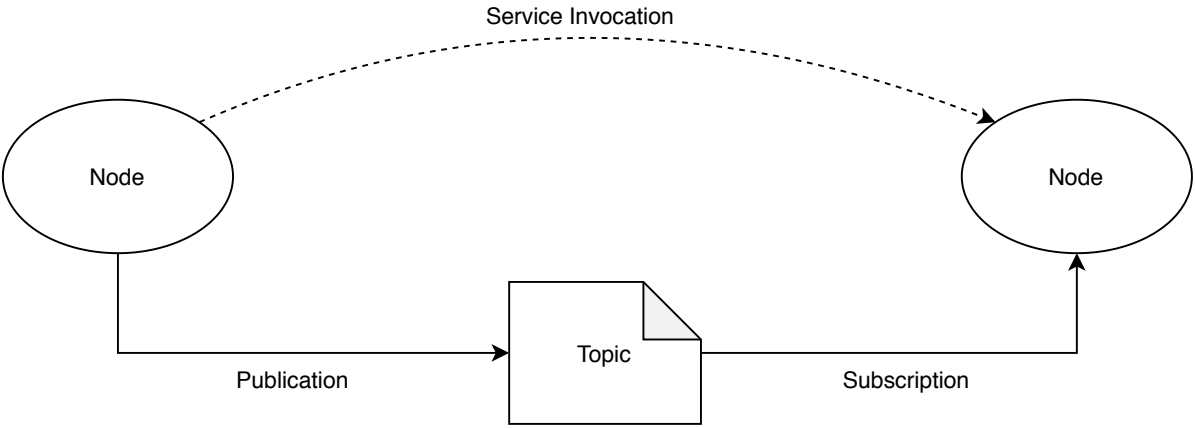 Service Invocation
Node
Node
Topic
Publication
Subscription